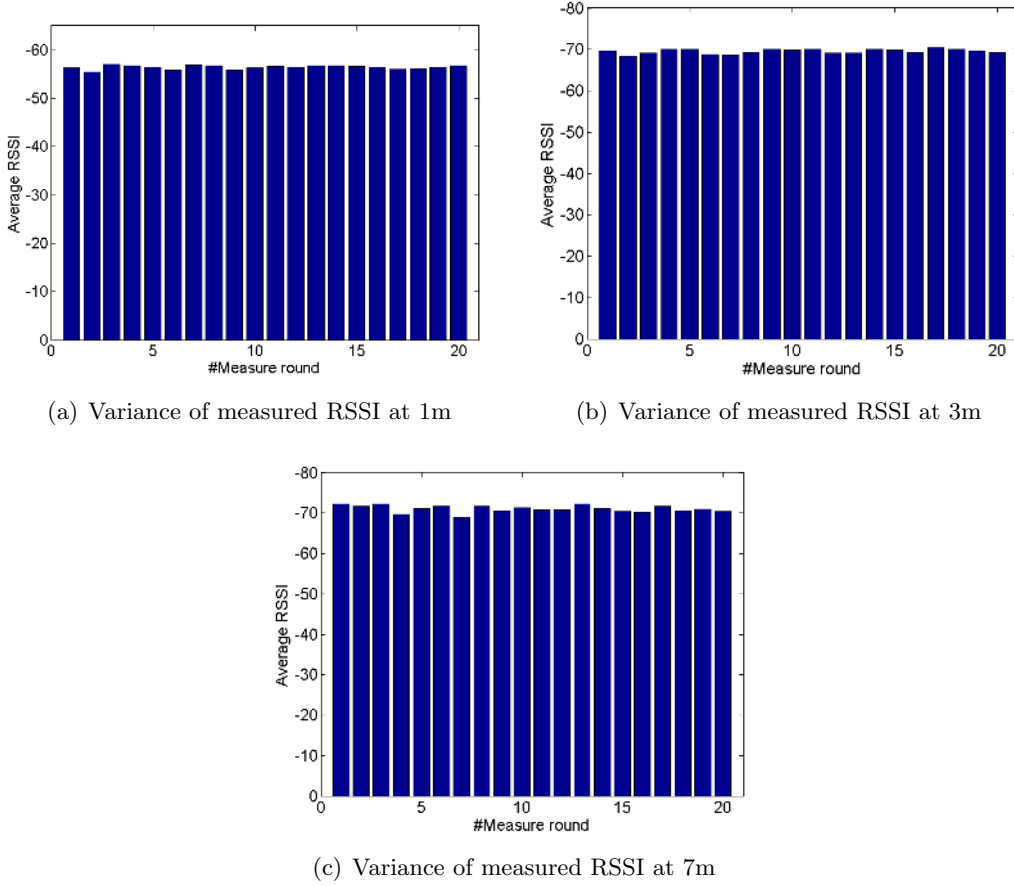 -60
-50
-40
-30
-20
-10
0
Average RSSI
0 5 10 15 20
#Measure round
(a) Variance of measured RSSI at 1m
-80
-70
-60
-50
-40
-30
-20
-10
0
Average RSSI
0 5 10 15 20
#Measure round
(b) Variance of measured RSSI at 3m
-80
-70
-60
-50
-40
-30
-20
-10
0
Average RSSI
0 5 10 15 20
#Measure round
(c) Variance of measured RSSI at 7m